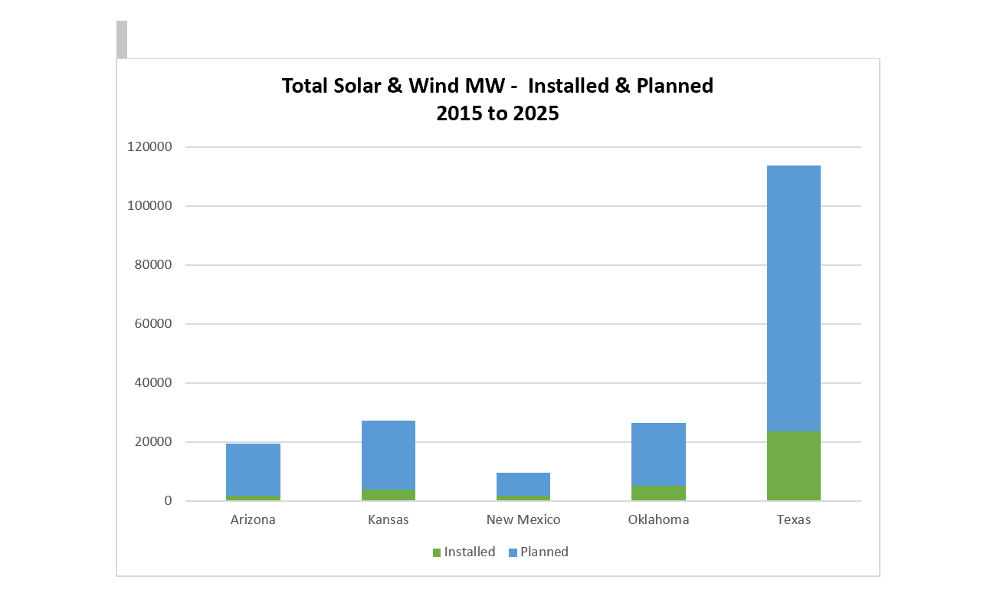 Total Solar & Wind MW -  Installed & Planned
2015 to 2025
120000
100000
80000
60000
40000
20000
0
Arizona Kansas New Mexico Oklahoma Texas
Installed Planned